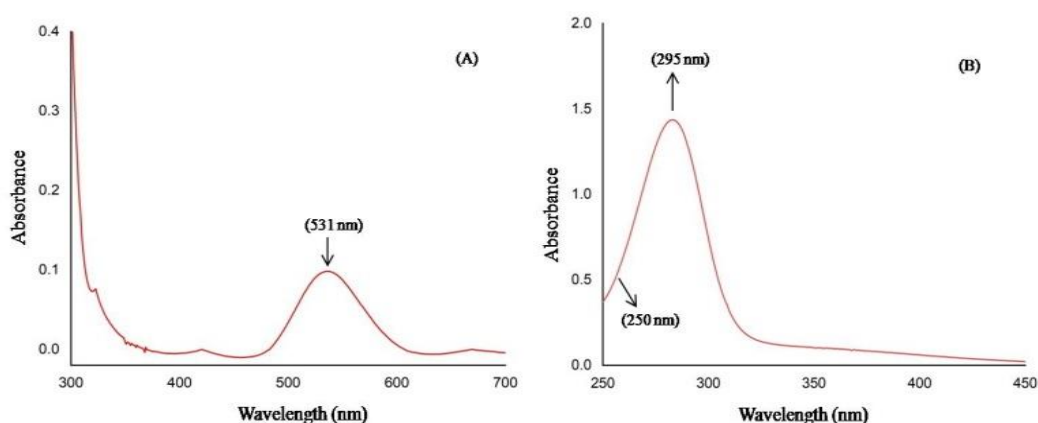 0.4
0.3
0.2
0.1
0.0
300
400
500
600
700
Absorbance
Wavelength (nm)
(A)
(531 nm)
2.0
1.5
1.0
0.5
0.0
250
300
350
400
450
Absorbance
Wavelength (nm)
(B)
(295 nm)
(250 nm)